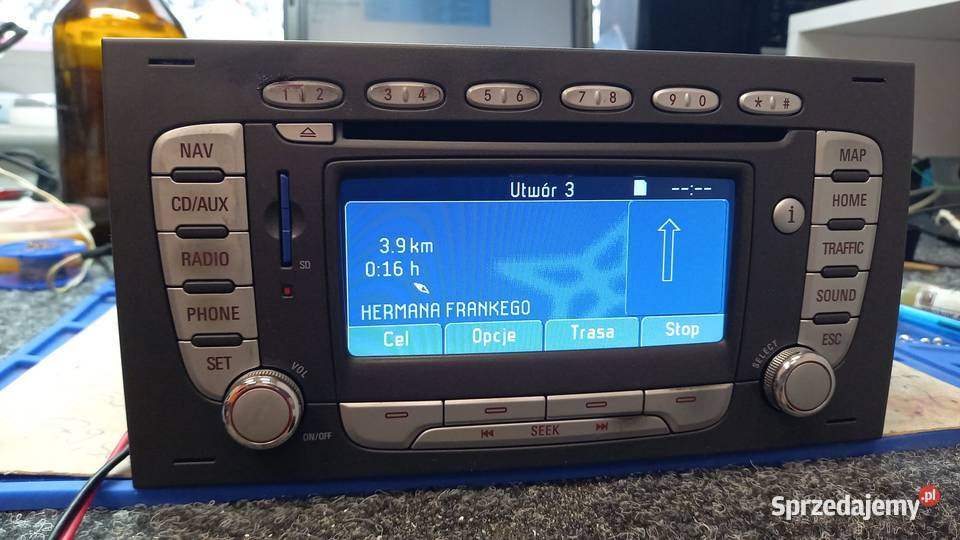 1 2 3 4 5 6 7 8 9 0 * #
NAV
CD/AUX
RADIO
PHONE
SET
VOL
ON/OFF
SD
Utwór 3 --:--
3.9 km
0:16 h
HERMANA FRANKEGO
Cel Opcje Trasa Stop
SEEK
i
MAP
HOME
TRAFFIC
SOUND
ESC
SELECT
Sprzedajemy.pl